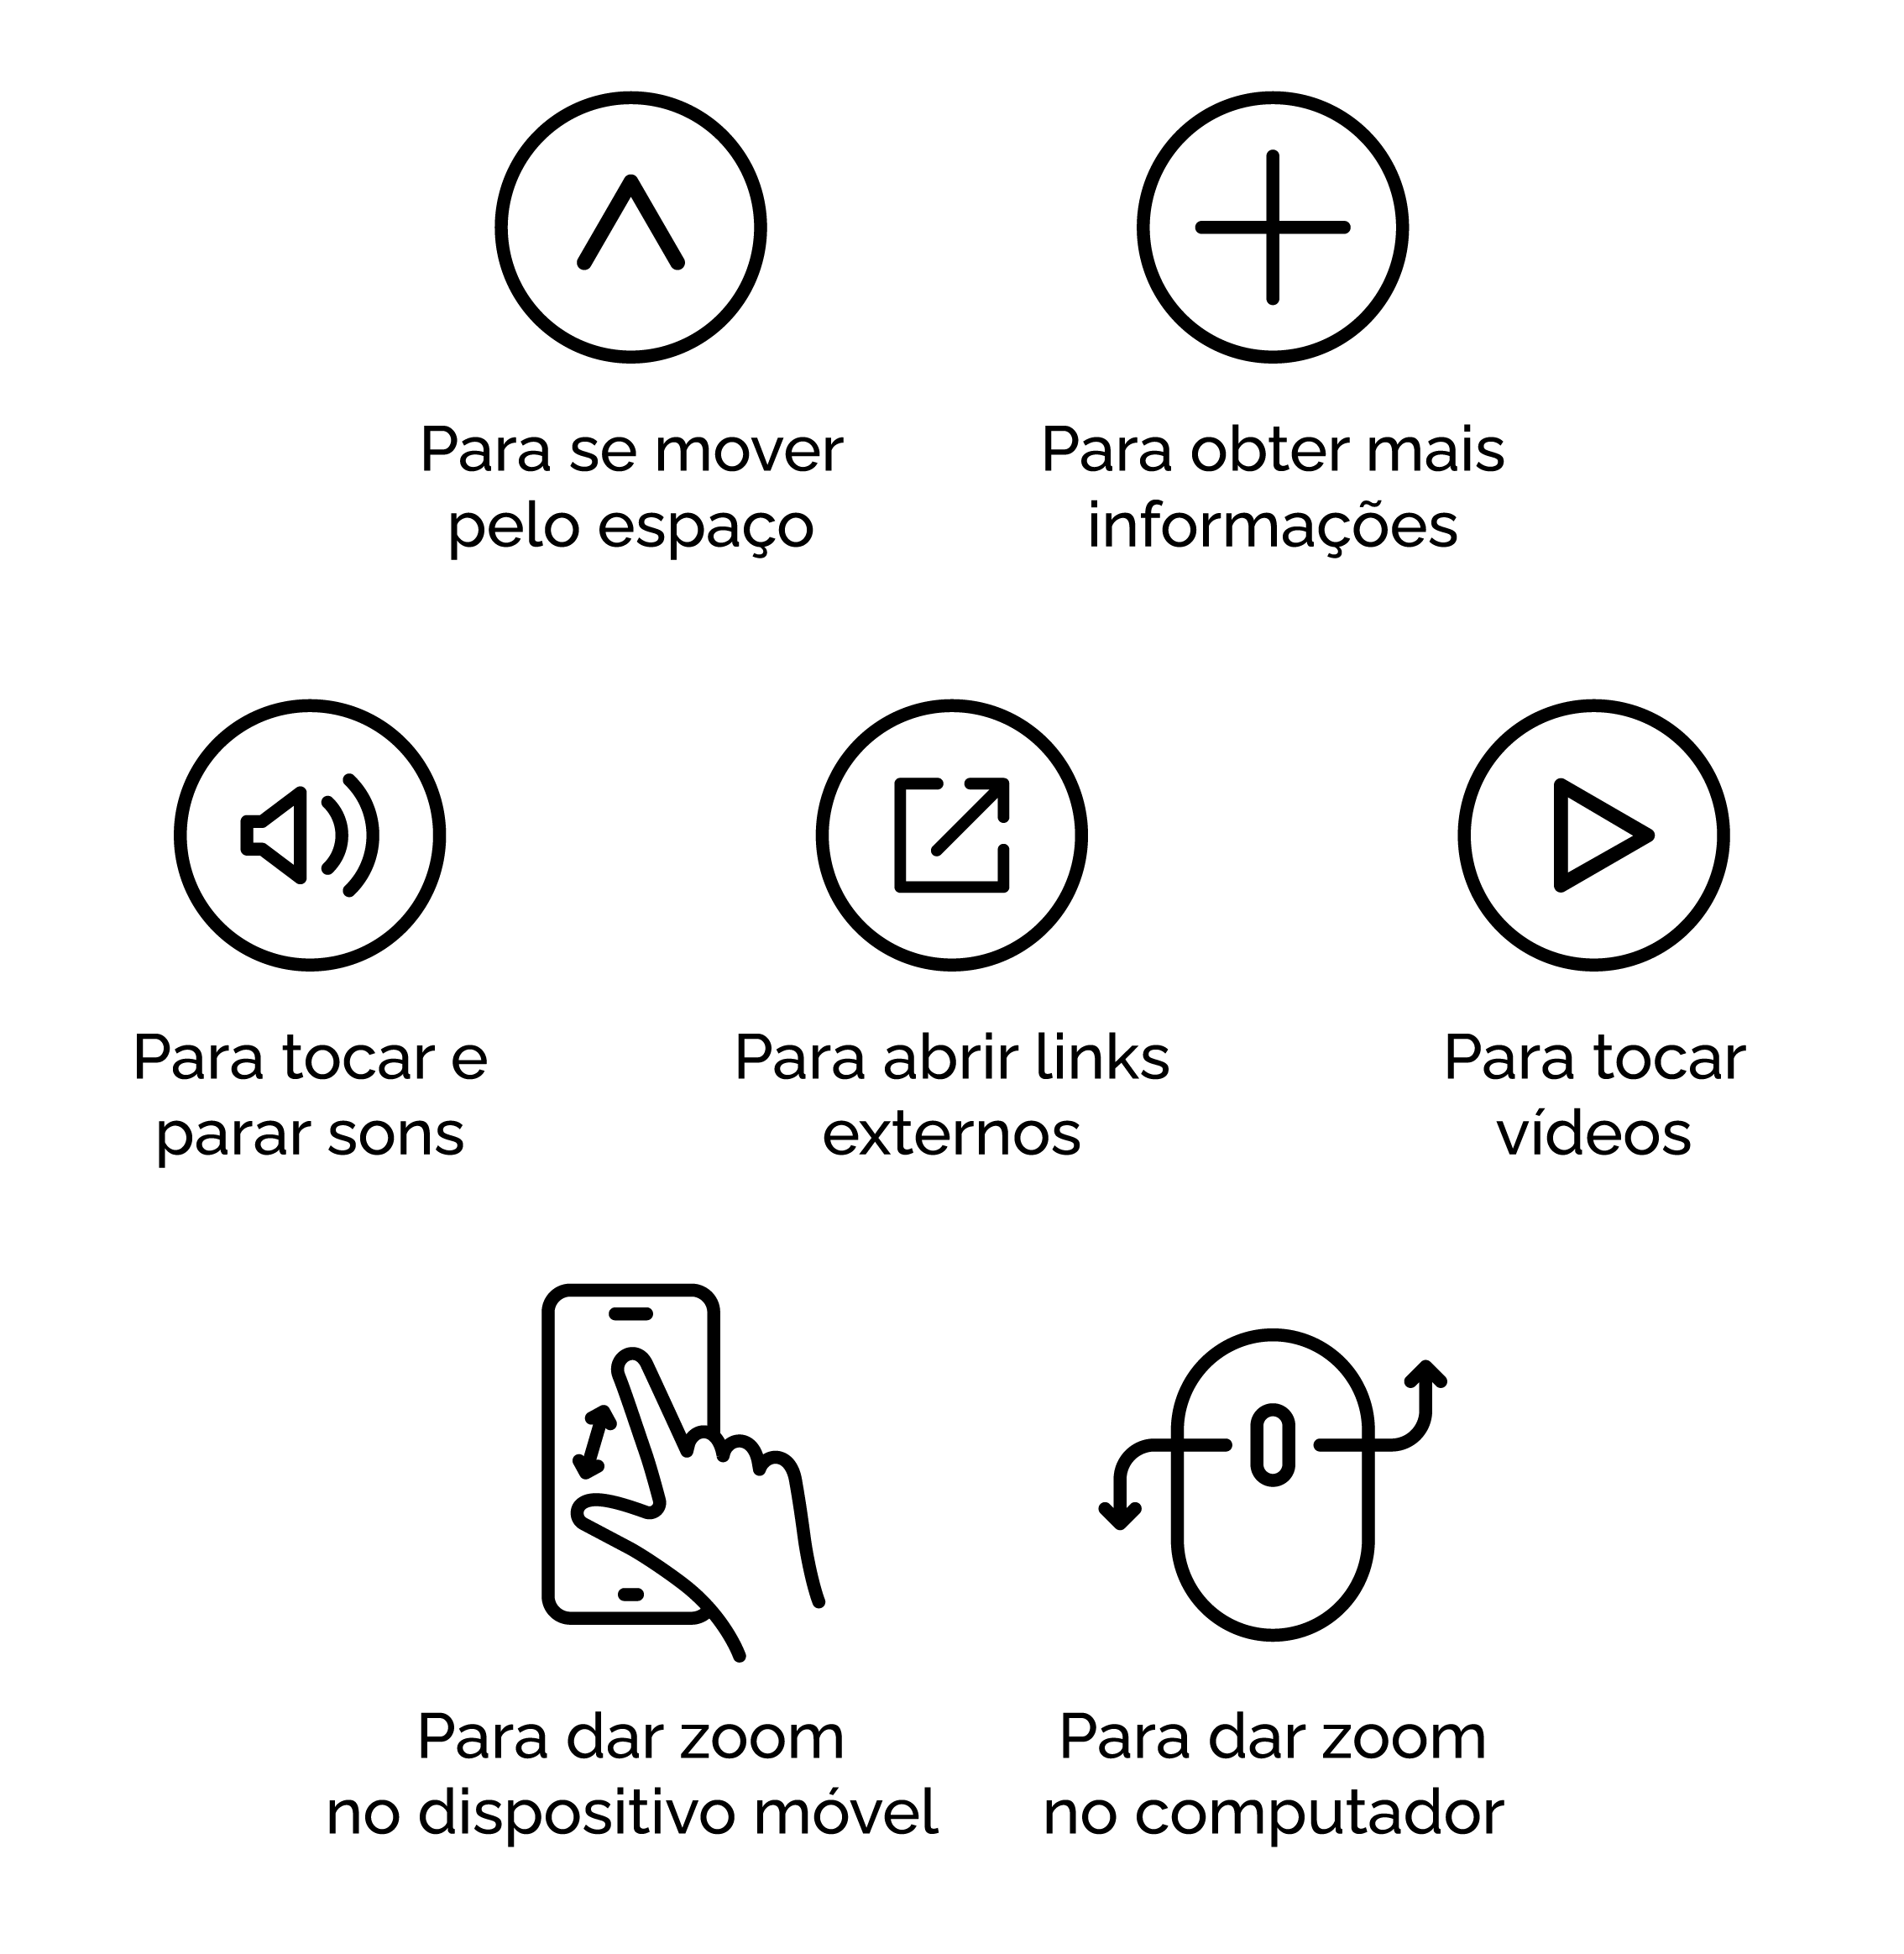 Para se mover
pelo espaço
Para obter mais
informações
Para tocar e
parar sons
Para abrir links
externos
Para tocar
vídeos
Para dar zoom
no dispositivo móvel
Para dar zoom
no computador